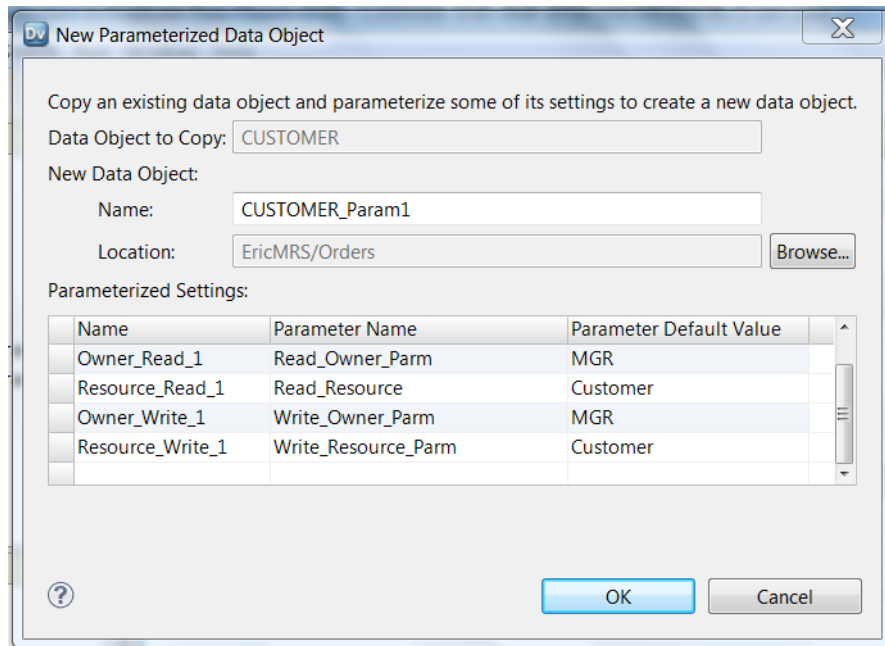 Dv New Parameterized Data Object
Copy an existing data object and parameterize some of its settings to create a new data object.
Data Object to Copy: CUSTOMER
New Data Object:
Name: CUSTOMER_Param1
Location: EricMRS/Orders Browse...
Parameterized Settings:
Name Parameter Name Parameter Default Value
Owner_Read_1 Read_Owner_Parm MGR
Resource_Read_1 Read_Resource Customer
Owner_Write_1 Write_Owner_Parm MGR
Resource_Write_1 Write_Resource_Parm Customer
? OK Cancel